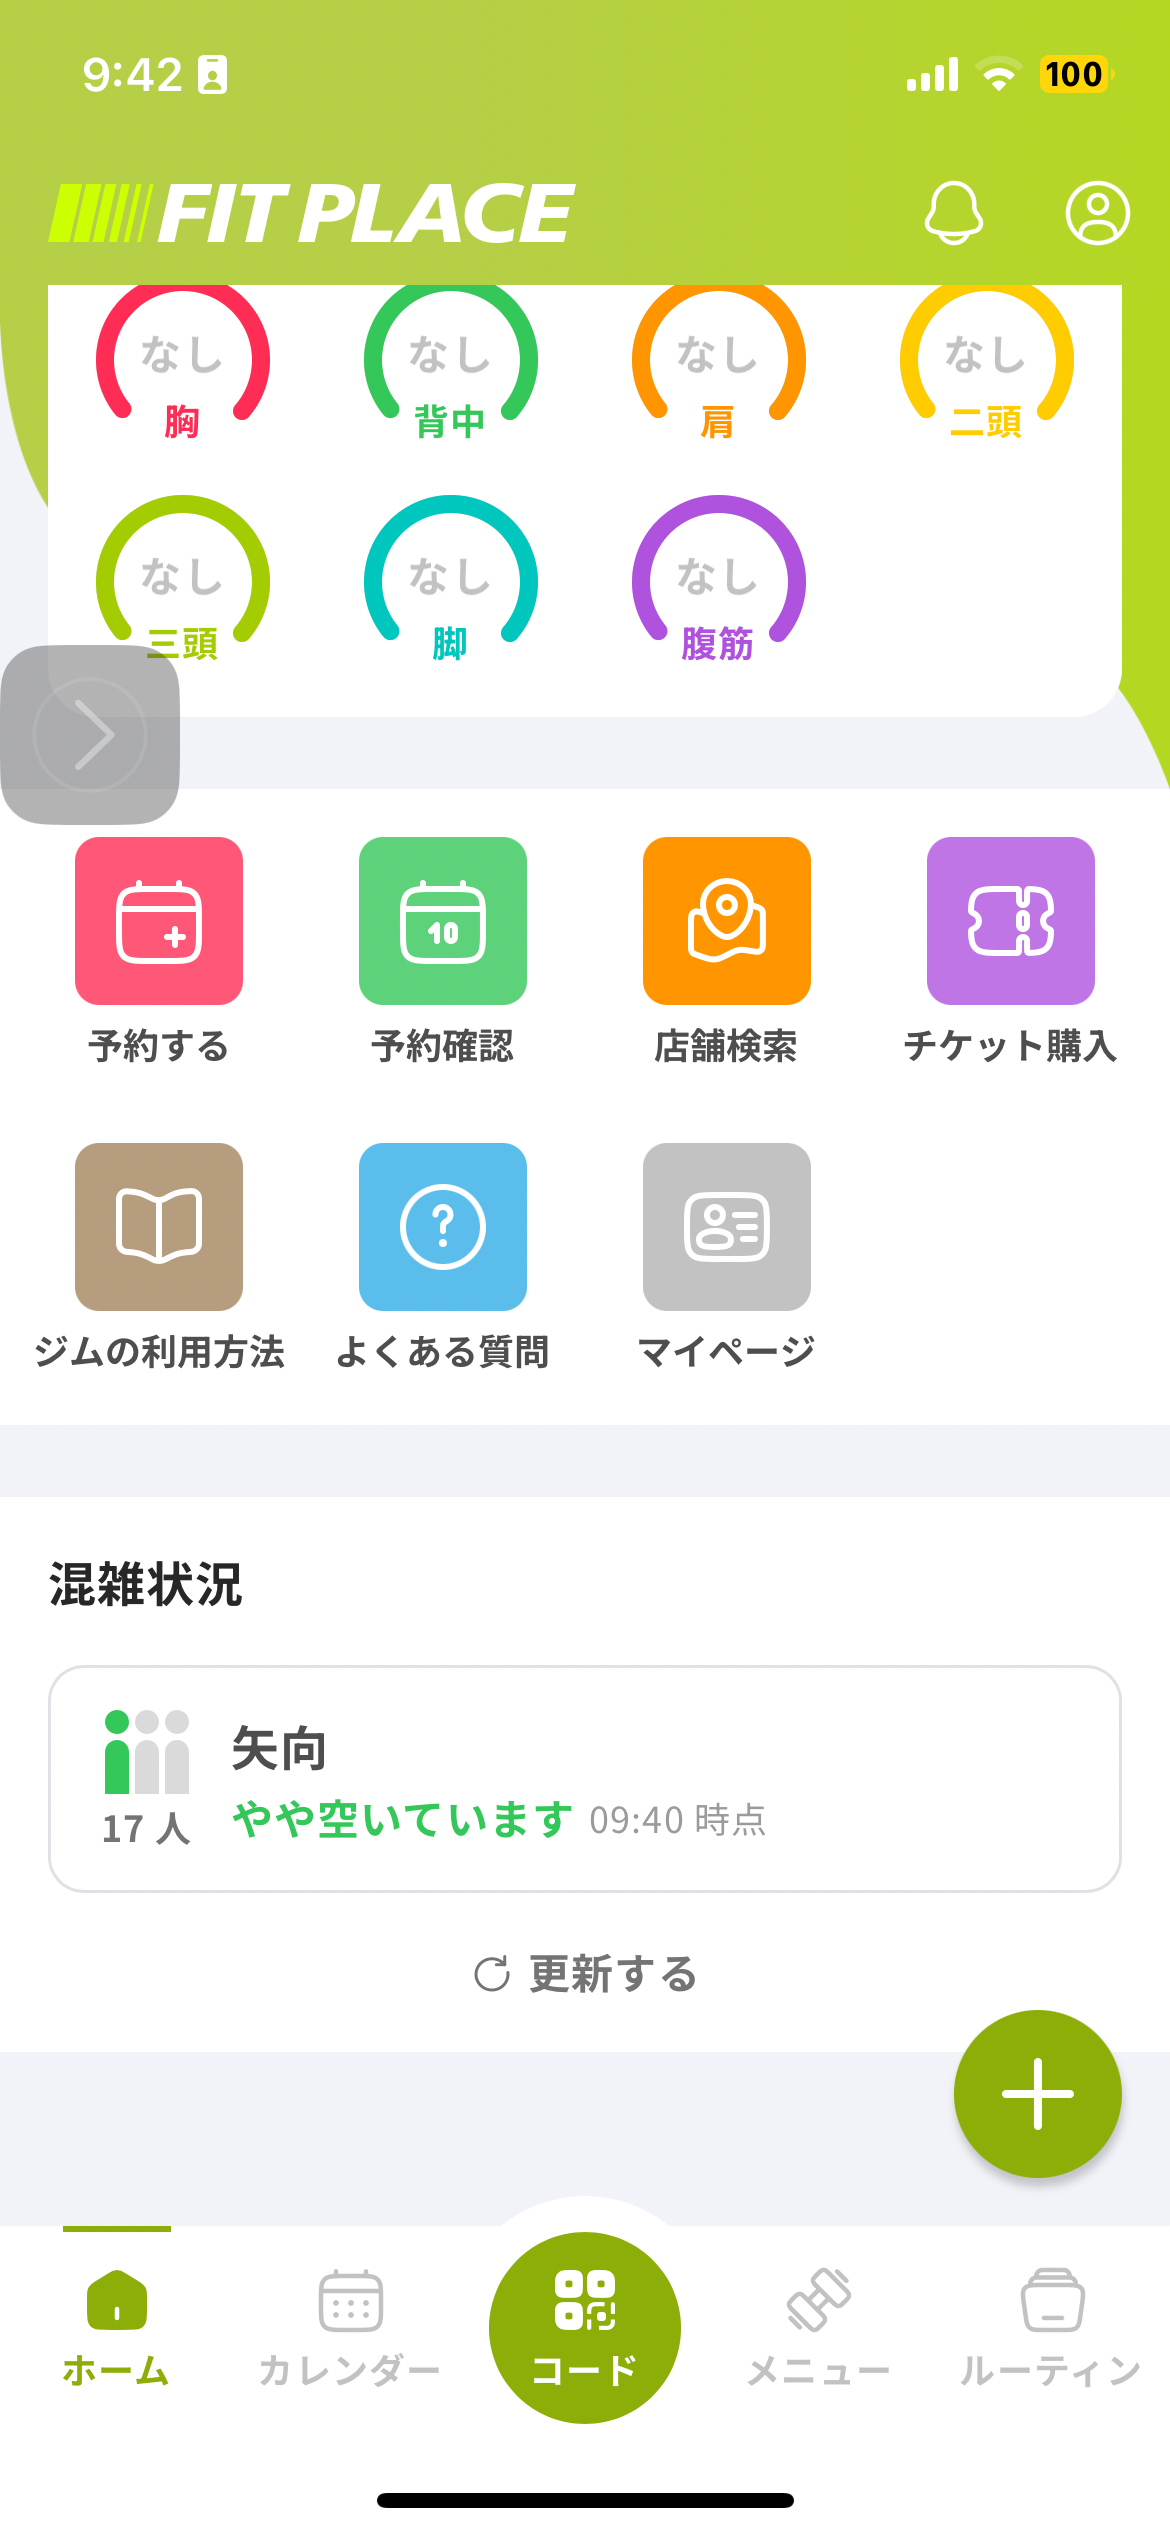 9:42
100
FIT PLACE
なし なし なし なし
胸 背中 肩 二頭
なし なし なし
三頭 脚 腹筋
10
予約する 予約確認 店舗検索 チケット購入
ジムの利用方法 よくある質問 マイページ
混雑状況
矢向
17 人 やや空いています 09:40 時点
更新する
ホーム カレンダー コード メニュー ルーティン